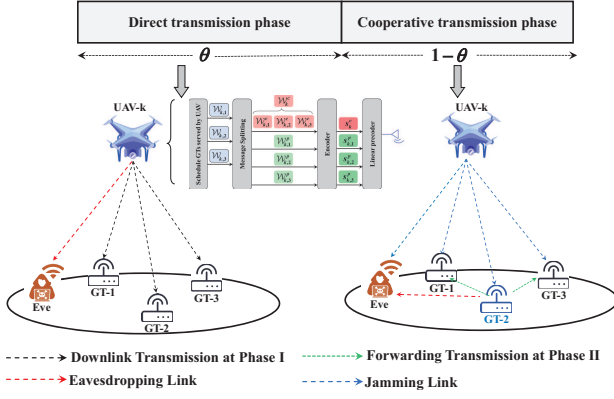 Direct transmission phase
Cooperative transmission phase
θ
1−θ
UAV-k
UAV-k
Schedule GTs served by UAV
Message Splitting
Encoder
Linear precoder
Eve
GT-1
GT-2
GT-3
Eve
GT-1
GT-2
GT-3
Downlink Transmission at Phase I
Forwarding Transmission at Phase II
Eavesdropping Link
Jamming Link